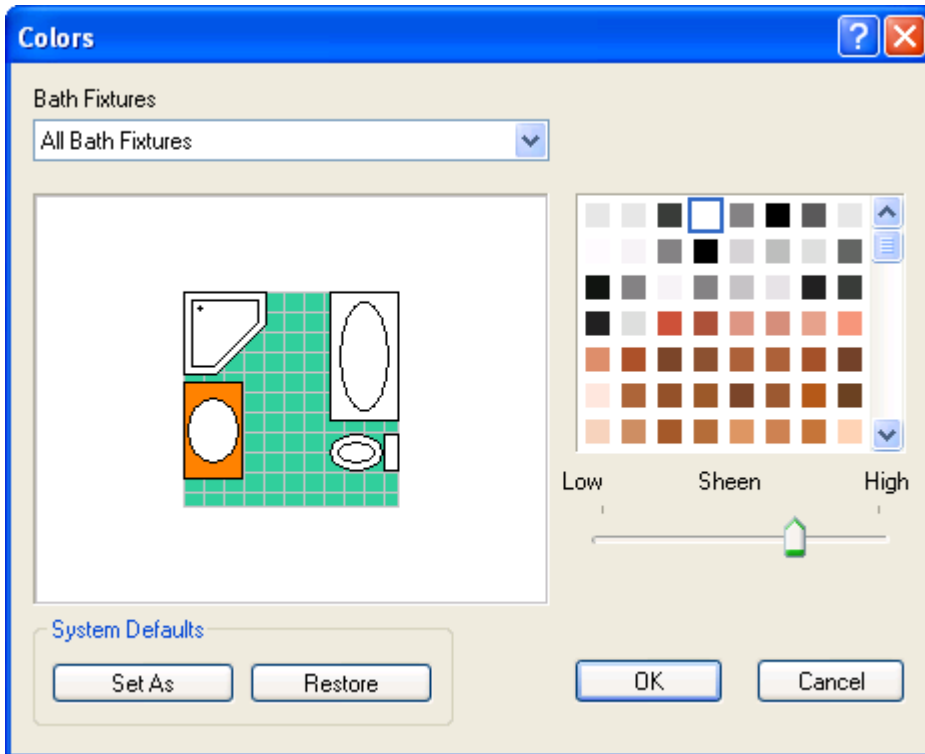 Colors
Bath Fixtures
All Bath Fixtures
Low Sheen High
System Defaults
Set As Restore OK Cancel